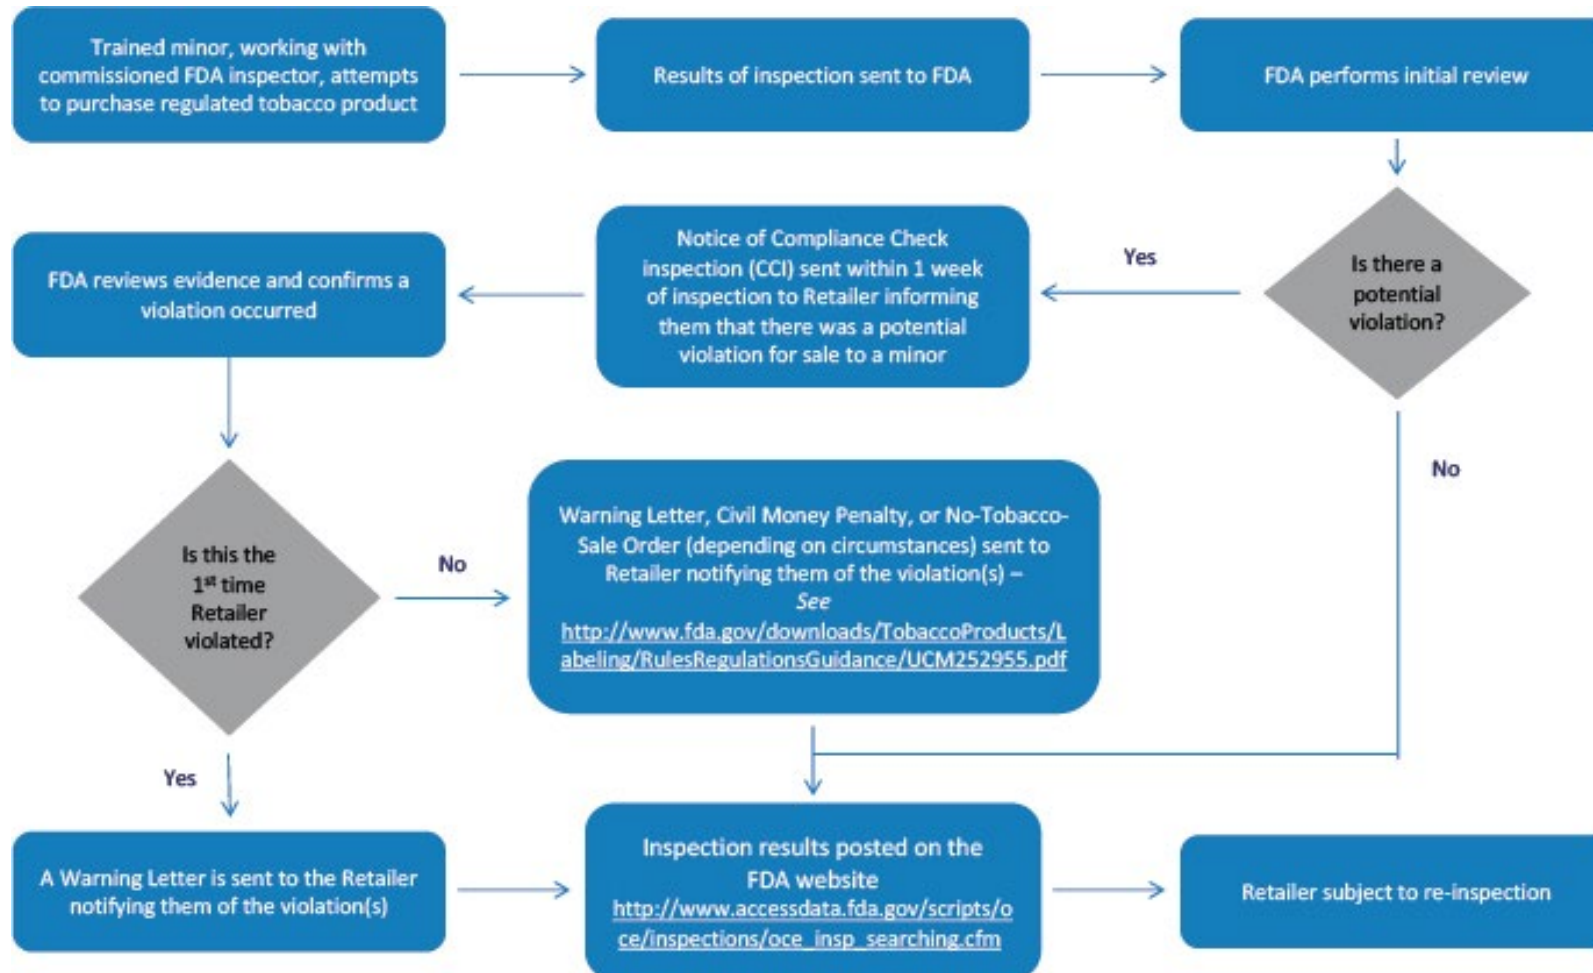 Trained minor, working with
commissioned FDA inspector, attempts
to purchase regulated tobacco product
Results of inspection sent to FDA
FDA performs initial review
Is there a
potential
violation?
Yes
Notice of Compliance Check
inspection (CCI) sent within 1 week
of inspection to Retailer informing
them that there was a potential
violation for sale to a minor
FDA reviews evidence and confirms a
violation occurred
No
Is this the
1st time
Retailer
violated?
No
Warning Letter, Civil Money Penalty, or No-Tobacco-
Sale Order (depending on circumstances) sent to
Retailer notifying them of the violation(s) –
See
http://www.fda.gov/downloads/TobaccoProducts/L
abeling/RulesRegulationsGuidance/UCM252955.pdf
Yes
A Warning Letter is sent to the Retailer
notifying them of the violation(s)
Inspection results posted on the
FDA website
http://www.accessdata.fda.gov/scripts/o
ce/inspections/oce_insp_searching.cfm
Retailer subject to re-inspection